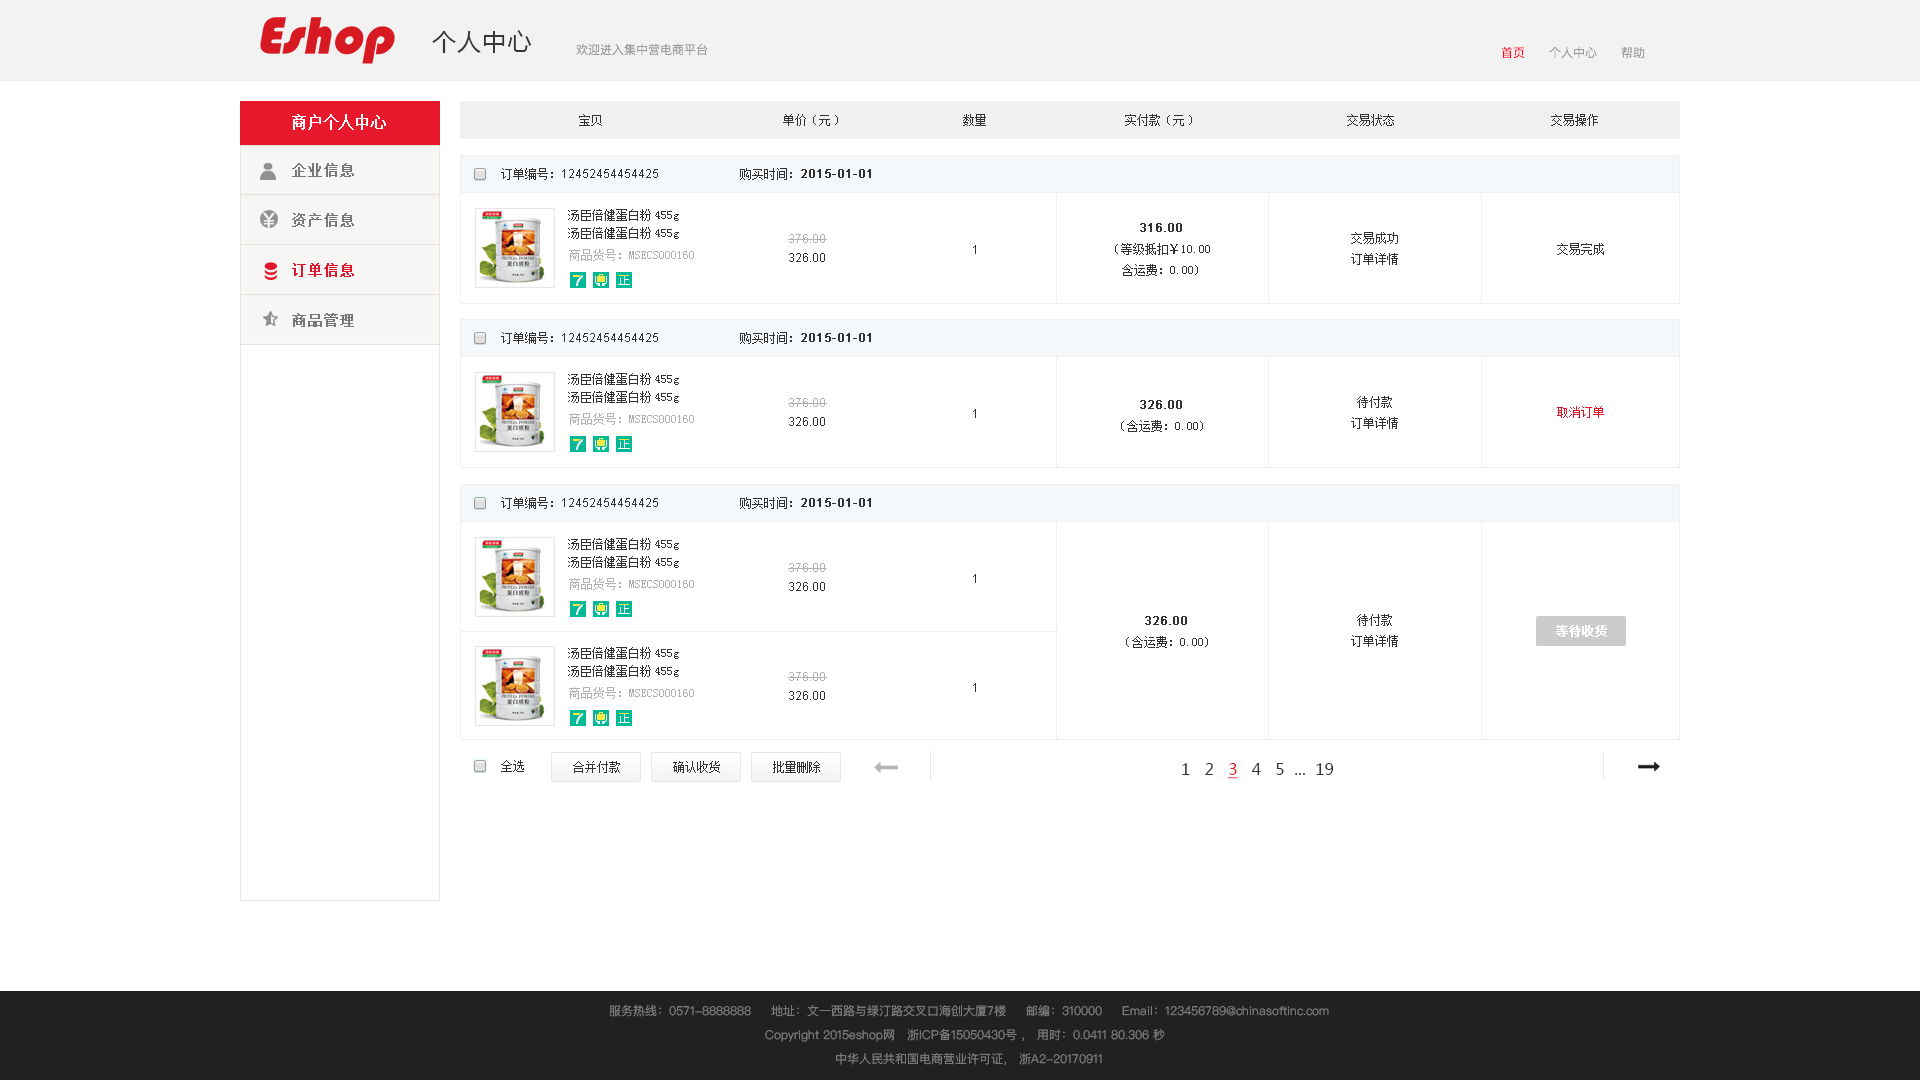 Eshop 个人中心 欢迎进入集中营电商平台 首页 个人中心 帮助
商户个人中心
企业信息
资产信息
订单信息
商品管理
宝贝 单价（元） 数量 实付款（元） 交易状态 交易操作
订单编号：12452454454425 购买时间：2015-01-01
汤臣倍健蛋白粉 455g
汤臣倍健蛋白粉 455g
商品货号：MSECS000160
7 正
376.00
326.00
1
316.00
（等级抵扣￥10.00
含运费：0.00）
交易成功
订单详情
交易完成
订单编号：12452454454425 购买时间：2015-01-01
汤臣倍健蛋白粉 455g
汤臣倍健蛋白粉 455g
商品货号：MSECS000160
7 正
376.00
326.00
1
326.00
（含运费：0.00）
待付款
订单详情
取消订单
订单编号：12452454454425 购买时间：2015-01-01
汤臣倍健蛋白粉 455g
汤臣倍健蛋白粉 455g
商品货号：MSECS000160
7 正
376.00
326.00
1
汤臣倍健蛋白粉 455g
汤臣倍健蛋白粉 455g
商品货号：MSECS000160
7 正
376.00
326.00
1
326.00
（含运费：0.00）
待付款
订单详情
等待收货
全选 合并付款 确认收货 批量删除 1 2 3 4 5 ... 19
服务热线：0571-8888888 地址：文一西路与绿汀路交叉口海创大厦7楼 邮编：310000 Email：123456789@chinasoftinc.com
Copyright 2015eshop网 浙ICP备15050430号， 用时：0.0411 80.306 秒
中华人民共和国电商营业许可证， 浙A2-20170911